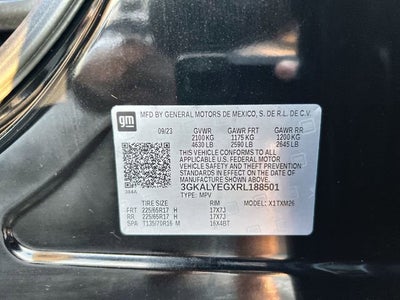 gm
MFD BY GENERAL MOTORS DE MEXICO, S. DE R.L. DE C.V.
09/23 GVWR GAWR FRT GAWR RR
2100 KG 1175 KG 1200 KG
4630 LB 2590 LB 2645 LB
THIS VEHICLE CONFORMS TO ALL
APPLICABLE U.S. FEDERAL MOTOR
VEHICLE SAFETY AND THEFT PREVENTION
STANDARDS IN EFFECT ON THE DATE OF
MANUFACTURE SHOWN ABOVE.
3GKALYEGXRL188501
TYPE: MPV
TIRE SIZE RIM MODEL: X1TXM26
FRT 225/65R17 H 17X7J
RR 225/65R17 H 17X7J
SPA T135/70R16 M 16X4BT